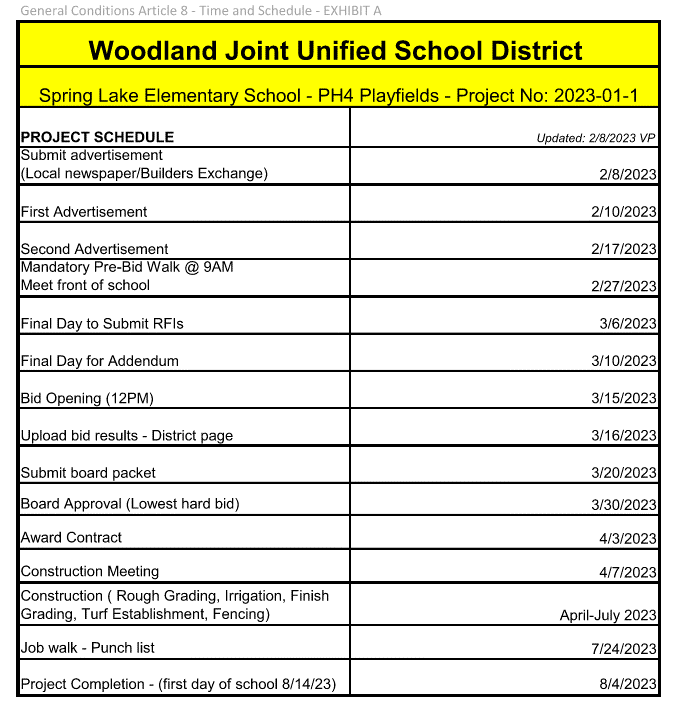 General Conditions Article 8 - Time and Schedule - EXHIBIT A
Woodland Joint Unified School District
Spring Lake Elementary School - PH4 Playfields - Project No: 2023-01-1
PROJECT SCHEDULE Updated: 2/8/2023 VP
Submit advertisement
(Local newspaper/Builders Exchange) 2/8/2023
First Advertisement 2/10/2023
Second Advertisement 2/17/2023
Mandatory Pre-Bid Walk @ 9AM
Meet front of school 2/27/2023
Final Day to Submit RFIs 3/6/2023
Final Day for Addendum 3/10/2023
Bid Opening (12PM) 3/15/2023
Upload bid results - District page 3/16/2023
Submit board packet 3/20/2023
Board Approval (Lowest hard bid) 3/30/2023
Award Contract 4/3/2023
Construction Meeting 4/7/2023
Construction ( Rough Grading, Irrigation, Finish
Grading, Turf Establishment, Fencing) April-July 2023
Job walk - Punch list 7/24/2023
Project Completion - (first day of school 8/14/23) 8/4/2023